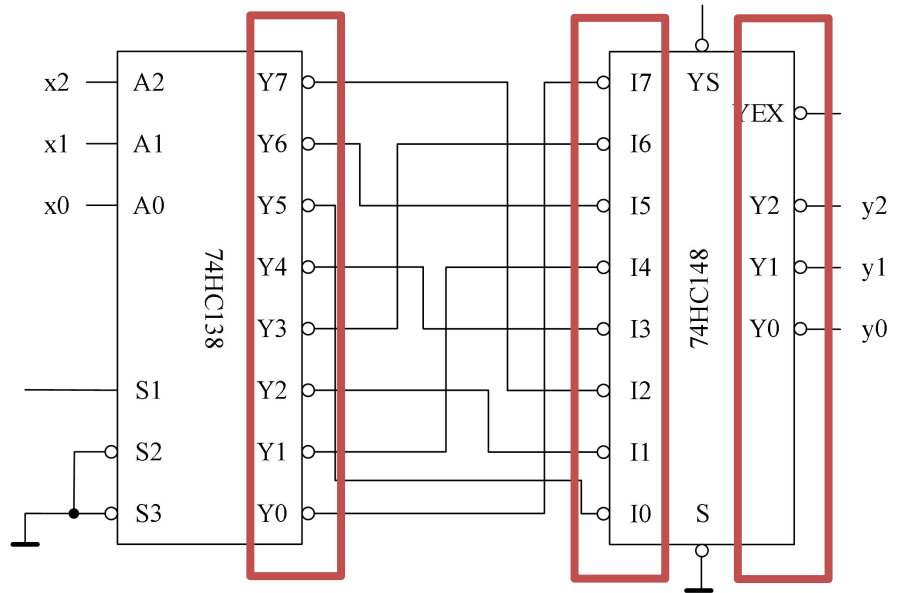 x2 A2 Y7 I7 YS
YEX
x1 A1 Y6 I6
x0 A0 Y5 I5 Y2 y2
Y4 I4 Y1 y1
74HC138
74HC148
Y3 I3 Y0 y0
S1 Y2 I2
S2 Y1 I1
S3 Y0 I0 S